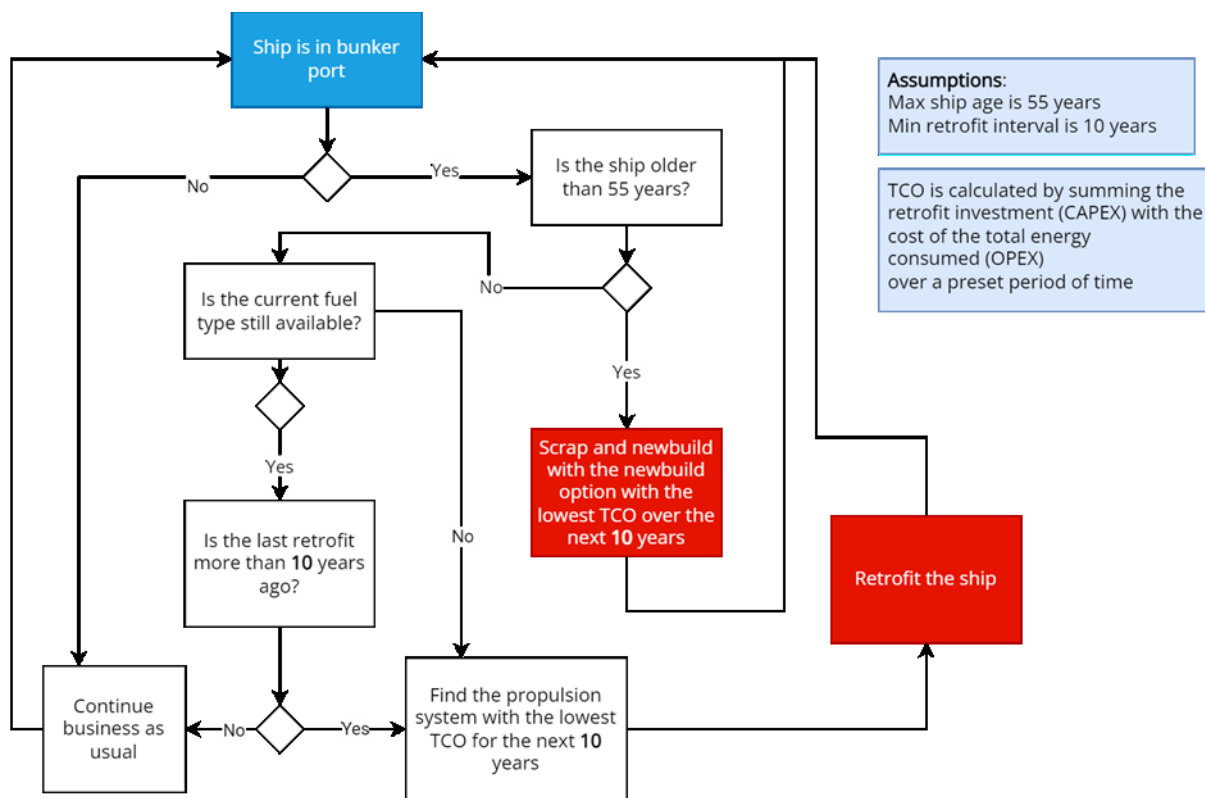 Ship is in bunker
port
Assumptions:
Max ship age is 55 years
Min retrofit interval is 10 years
No
Yes
Is the ship older
than 55 years?
TCO is calculated by summing the
retrofit investment (CAPEX) with the
cost of the total energy
consumed (OPEX)
over a preset period of time
Is the current fuel
type still available?
No
Yes
Yes
Scrap and newbuild
with the newbuild
option with the
lowest TCO over the
next 10 years
Is the last retrofit
more than 10 years
ago?
No
Retrofit the ship
Continue
business as
usual
No
Yes
Find the propulsion
system with the lowest
TCO for the next 10
years